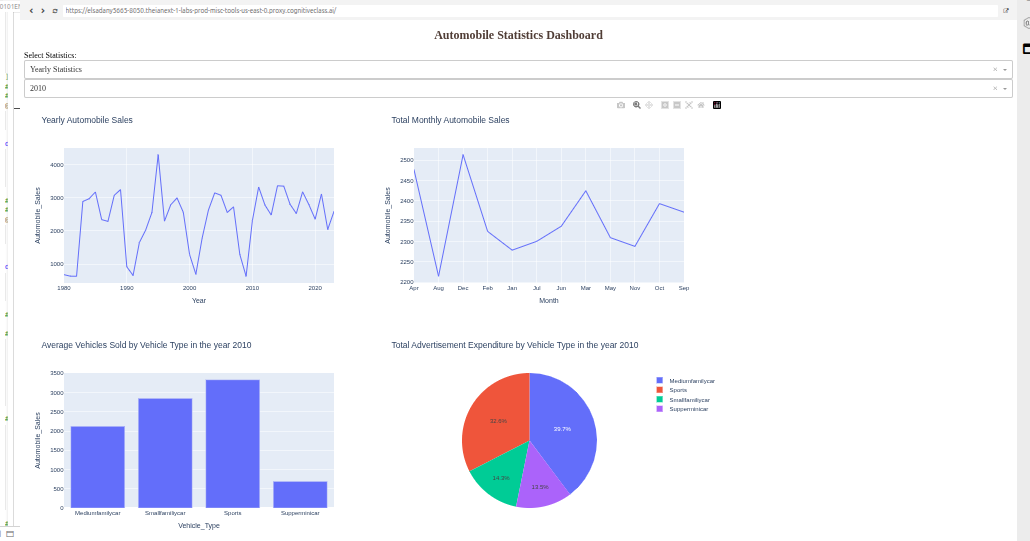 https://elsadany5665-8050.theianext-1-labs-prod-misc-tools-us-east-0.proxy.cognitiveclass.ai/
Automobile Statistics Dashboard
Select Statistics:
Yearly Statistics
2010
Yearly Automobile Sales
4000
3000
2000
1000
1980 1990 2000 2010 2020
Automobile_Sales
Year
Total Monthly Automobile Sales
2500
2450
2400
2350
2300
2250
2200
Apr Aug Dec Feb Jan Jul Jun Mar May Nov Oct Sep
Automobile_Sales
Month
Average Vehicles Sold by Vehicle Type in the year 2010
3500
3000
2500
2000
1500
1000
500
0
Mediumfamilycar Smallfamiliycar Sports Supperminicar
Automobile_Sales
Vehicle_Type
Total Advertisement Expenditure by Vehicle Type in the year 2010
39.7%
32.6%
14.3%
13.5%
Mediumfamilycar
Sports
Smallfamiliycar
Supperminicar